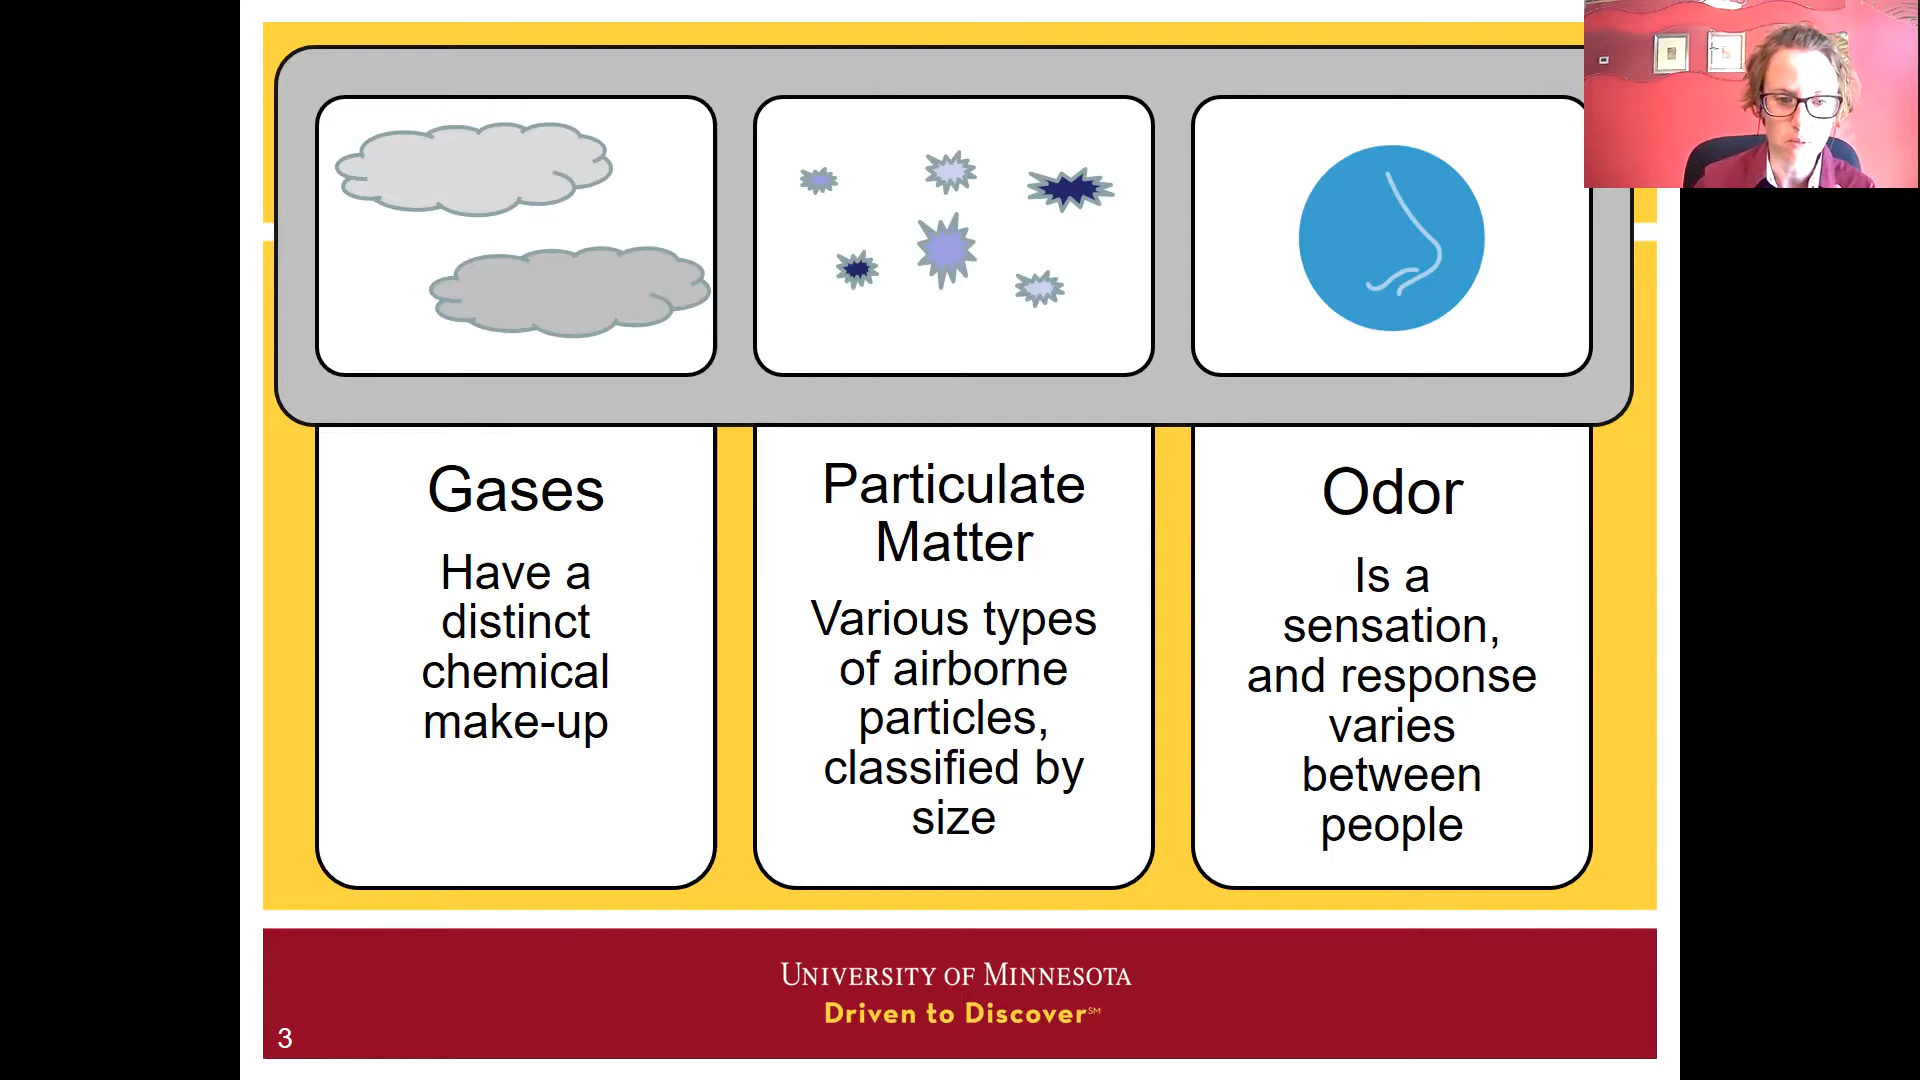 Gases
Have a
distinct
chemical
make-up
Particulate
Matter
Various types
of airborne
particles,
classified by
size
Odor
Is a
sensation,
and response
varies
between
people
UNIVERSITY OF MINNESOTA
Driven to Discover℠
3